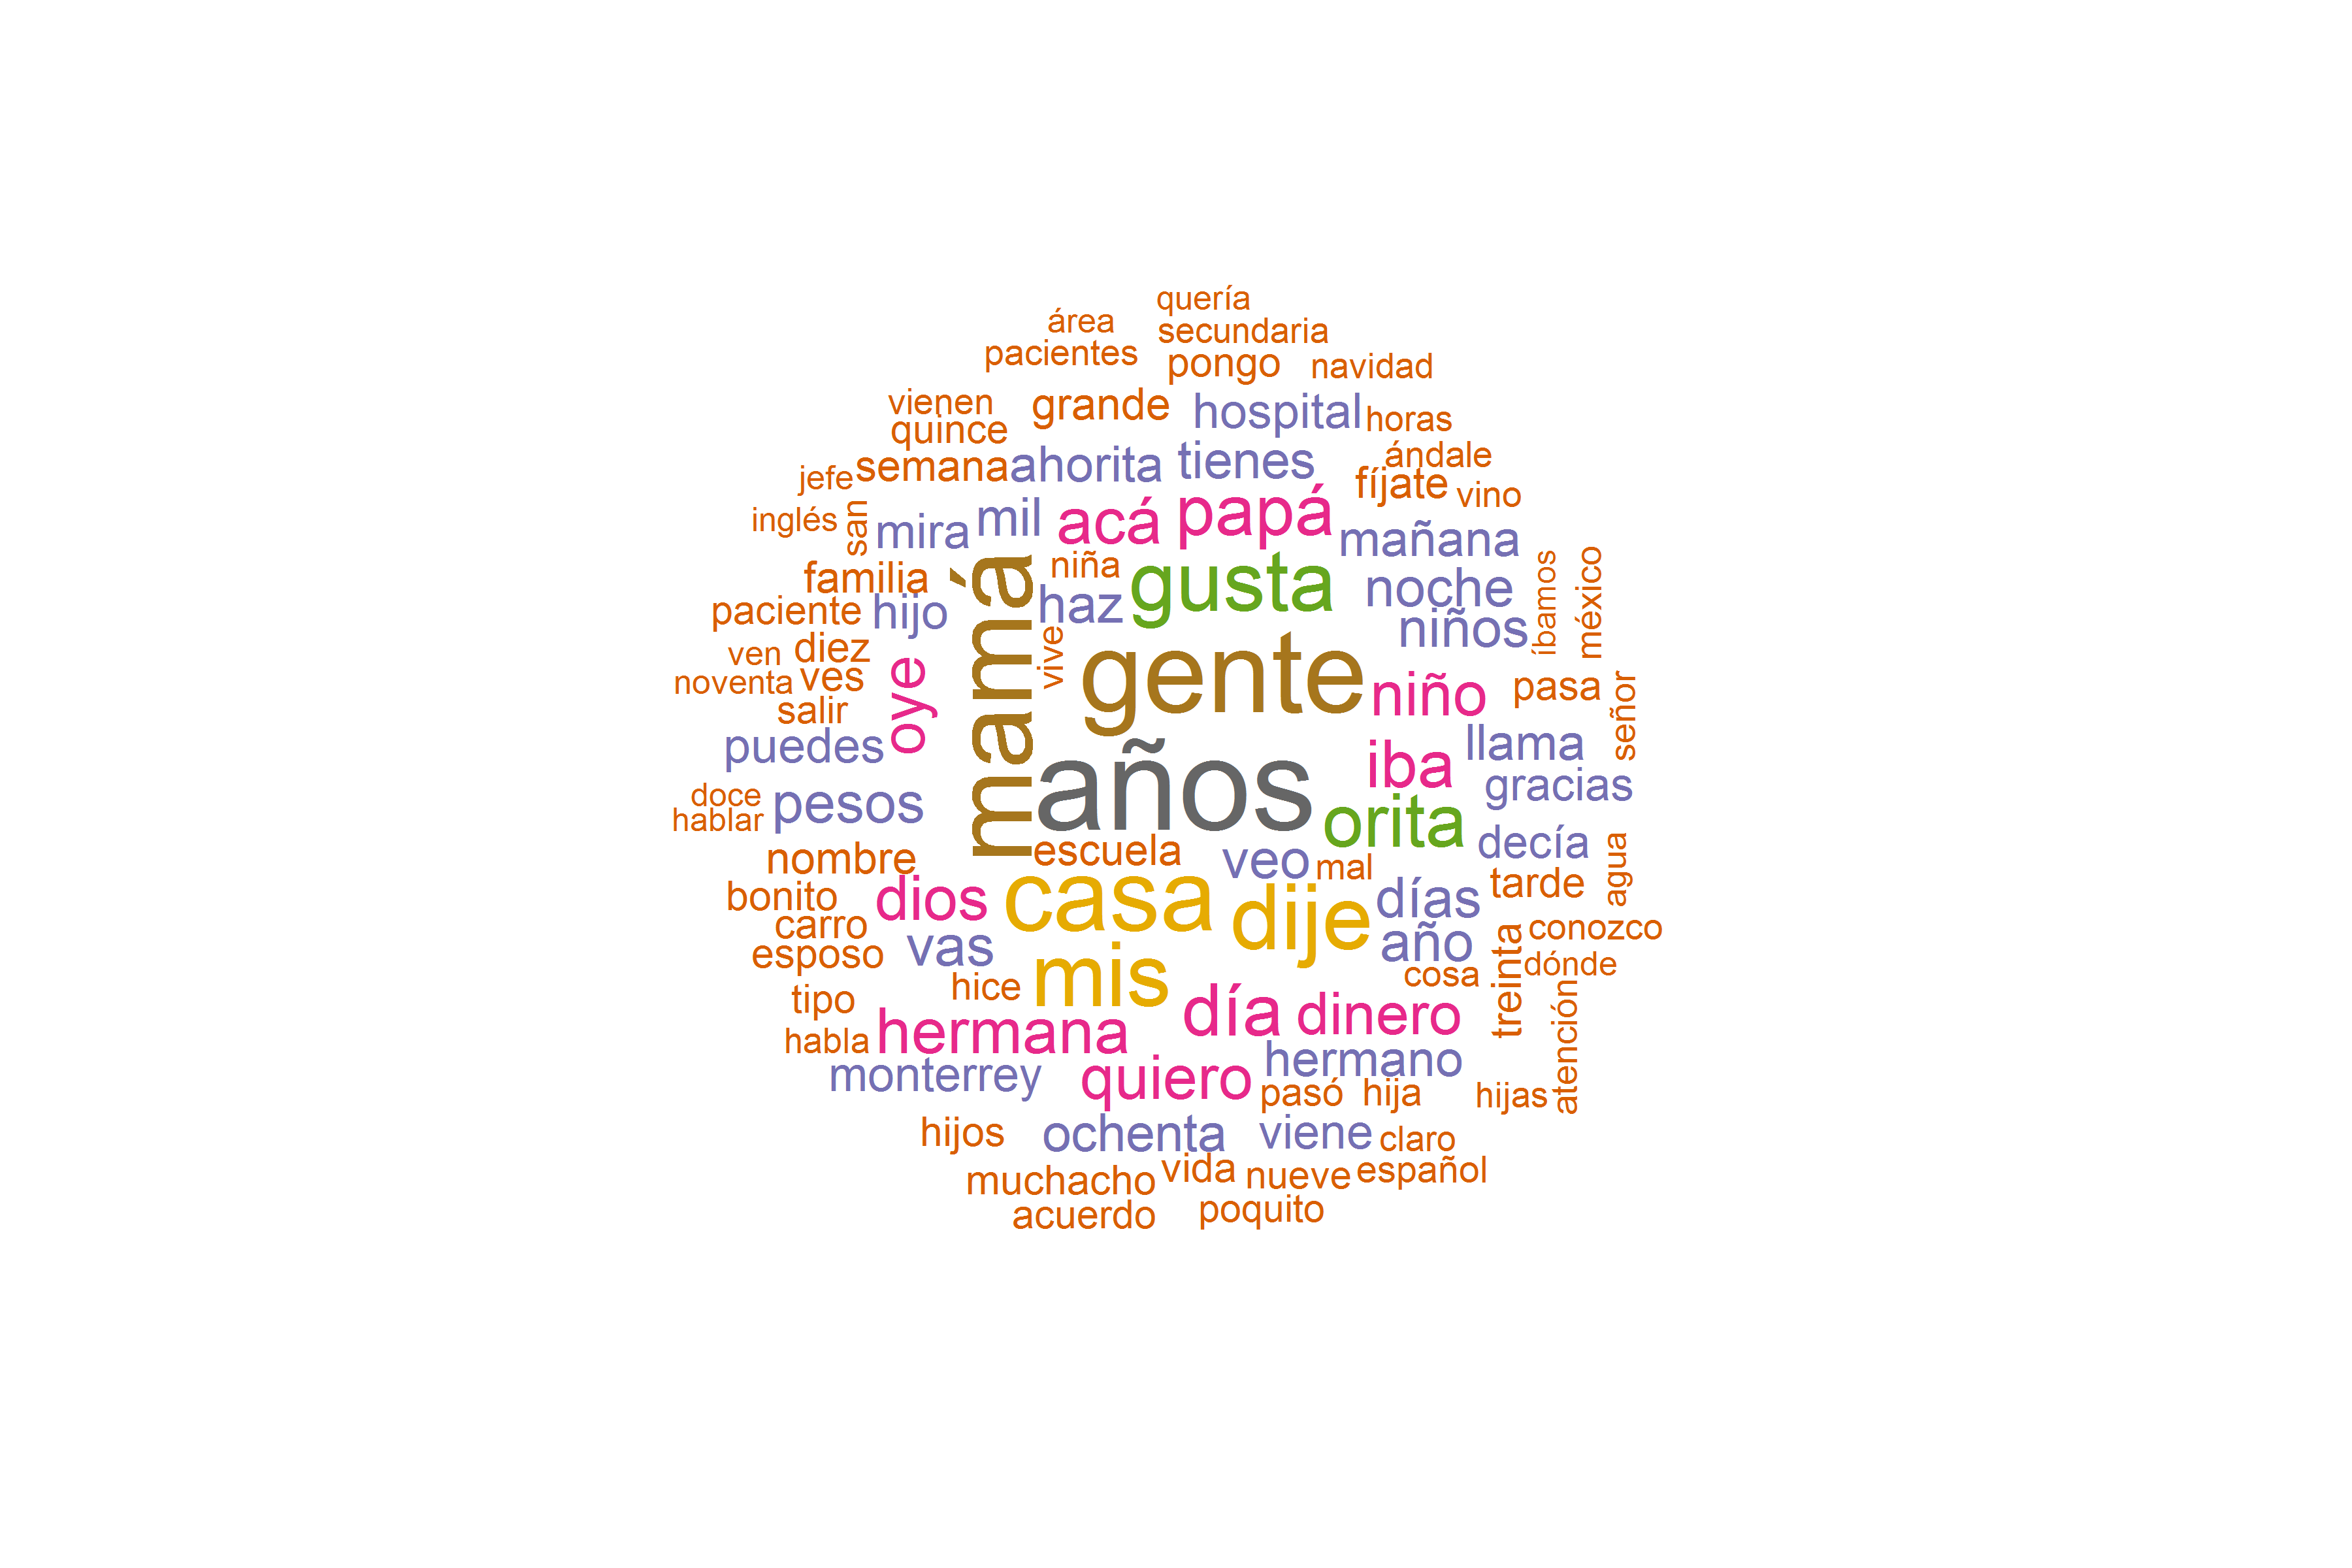 quería
área
secundaria
pacientes
pongo
navidad
vienen
grande
hospital
horas
quince
ándale
semana
ahorita
tienes
jefe
fíjate
vino
inglés
san
mira
mil
acá
papá
mañana
familia
niña
gusta
noche
íbamos
méxico
paciente
hijo
haz
niños
mamá
vive
ven
diez
gente
noventa
ves
oye
niño
pasa
salir
señor
puedes
años
iba
llama
gracias
doce
pesos
hablar
orita
decía
nombre
escuela
veo
mal
agua
bonito
dios
casa
dije
días
tarde
carro
conozco
esposo
vas
año
treinta
dónde
tipo
hice
mis
cosa
habla
hermana
día
dinero
atención
monterrey
quiero
hermano
pasó
hija
hijas
hijos
ochenta
viene
claro
muchacho
vida
nueve
español
acuerdo
poquito